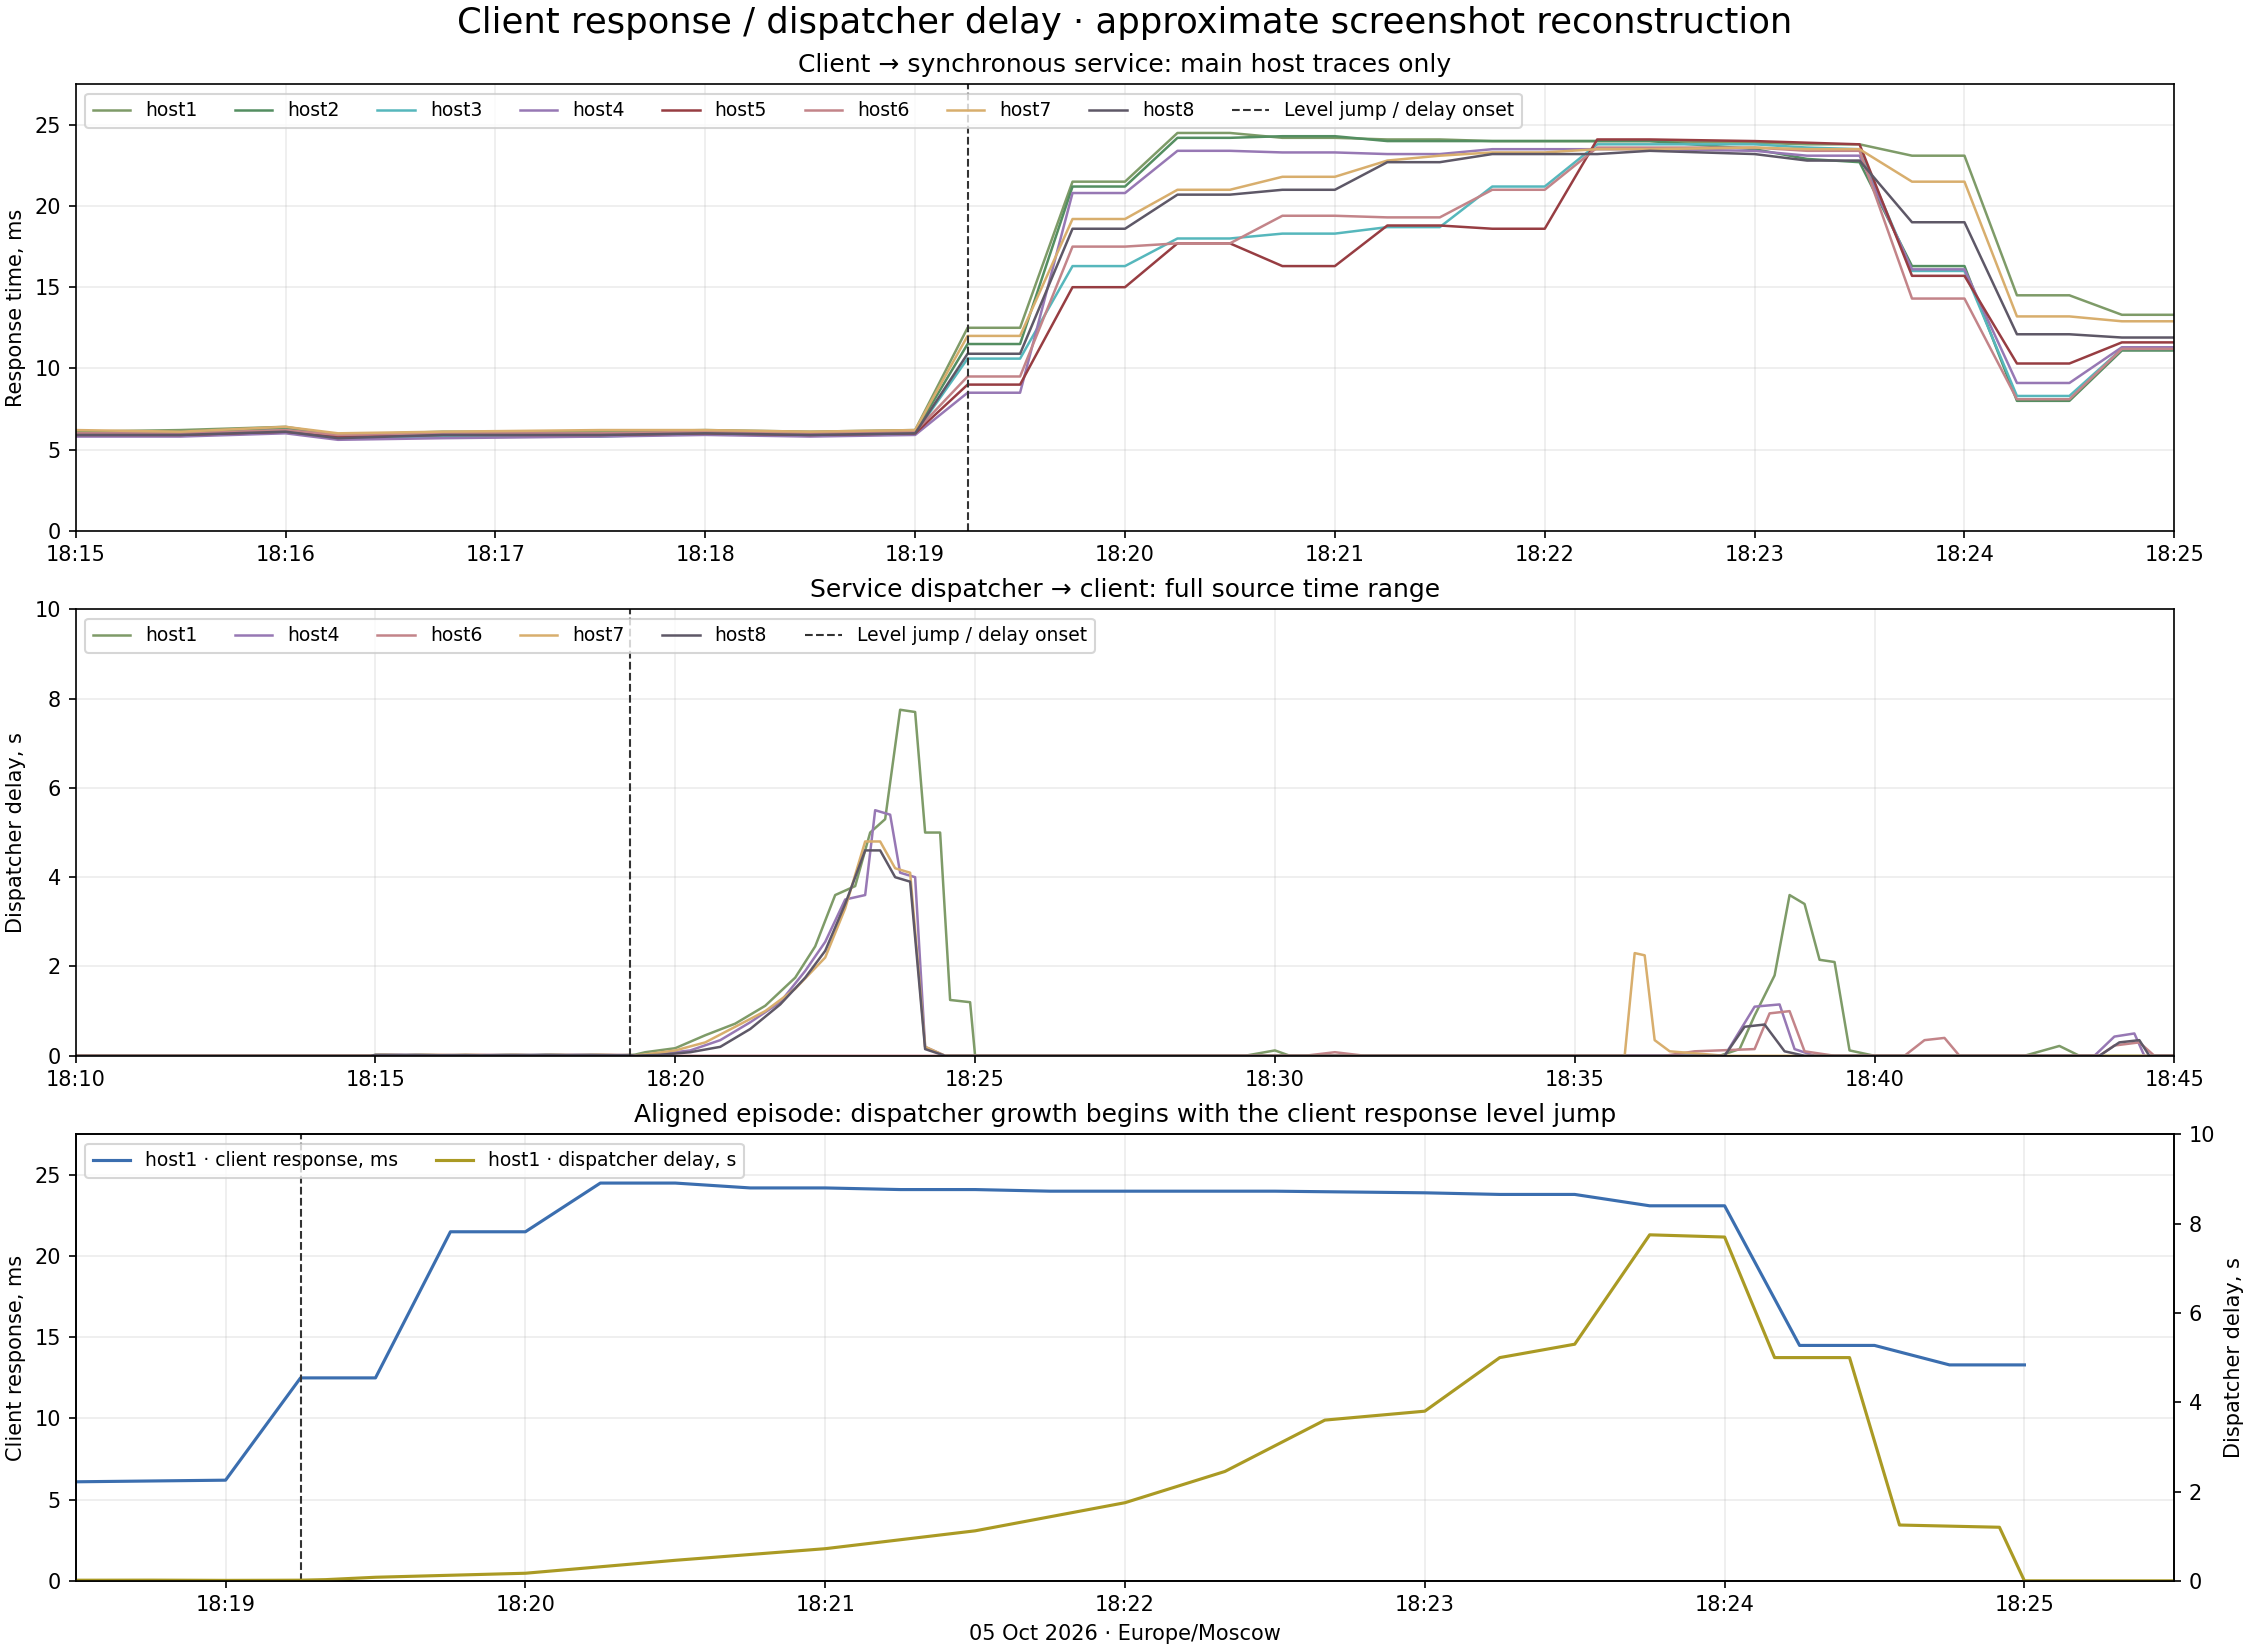 Client response / dispatcher delay · approximate screenshot reconstruction
Client → synchronous service: main host traces only
host1 host2 host3 host4 host5 host6 host7 host8 Level jump / delay onset
Response time, ms
25
20
15
10
5
0
18:15 18:16 18:17 18:18 18:19 18:20 18:21 18:22 18:23 18:24 18:25
Service dispatcher → client: full source time range
host1 host4 host6 host7 host8 Level jump / delay onset
Dispatcher delay, s
10
8
6
4
2
0
18:10 18:15 18:20 18:25 18:30 18:35 18:40 18:45
Aligned episode: dispatcher growth begins with the client response level jump
host1 · client response, ms host1 · dispatcher delay, s
Client response, ms
25
20
15
10
5
0
Dispatcher delay, s
10
8
6
4
2
0
18:19 18:20 18:21 18:22 18:23 18:24 18:25
05 Oct 2026 · Europe/Moscow